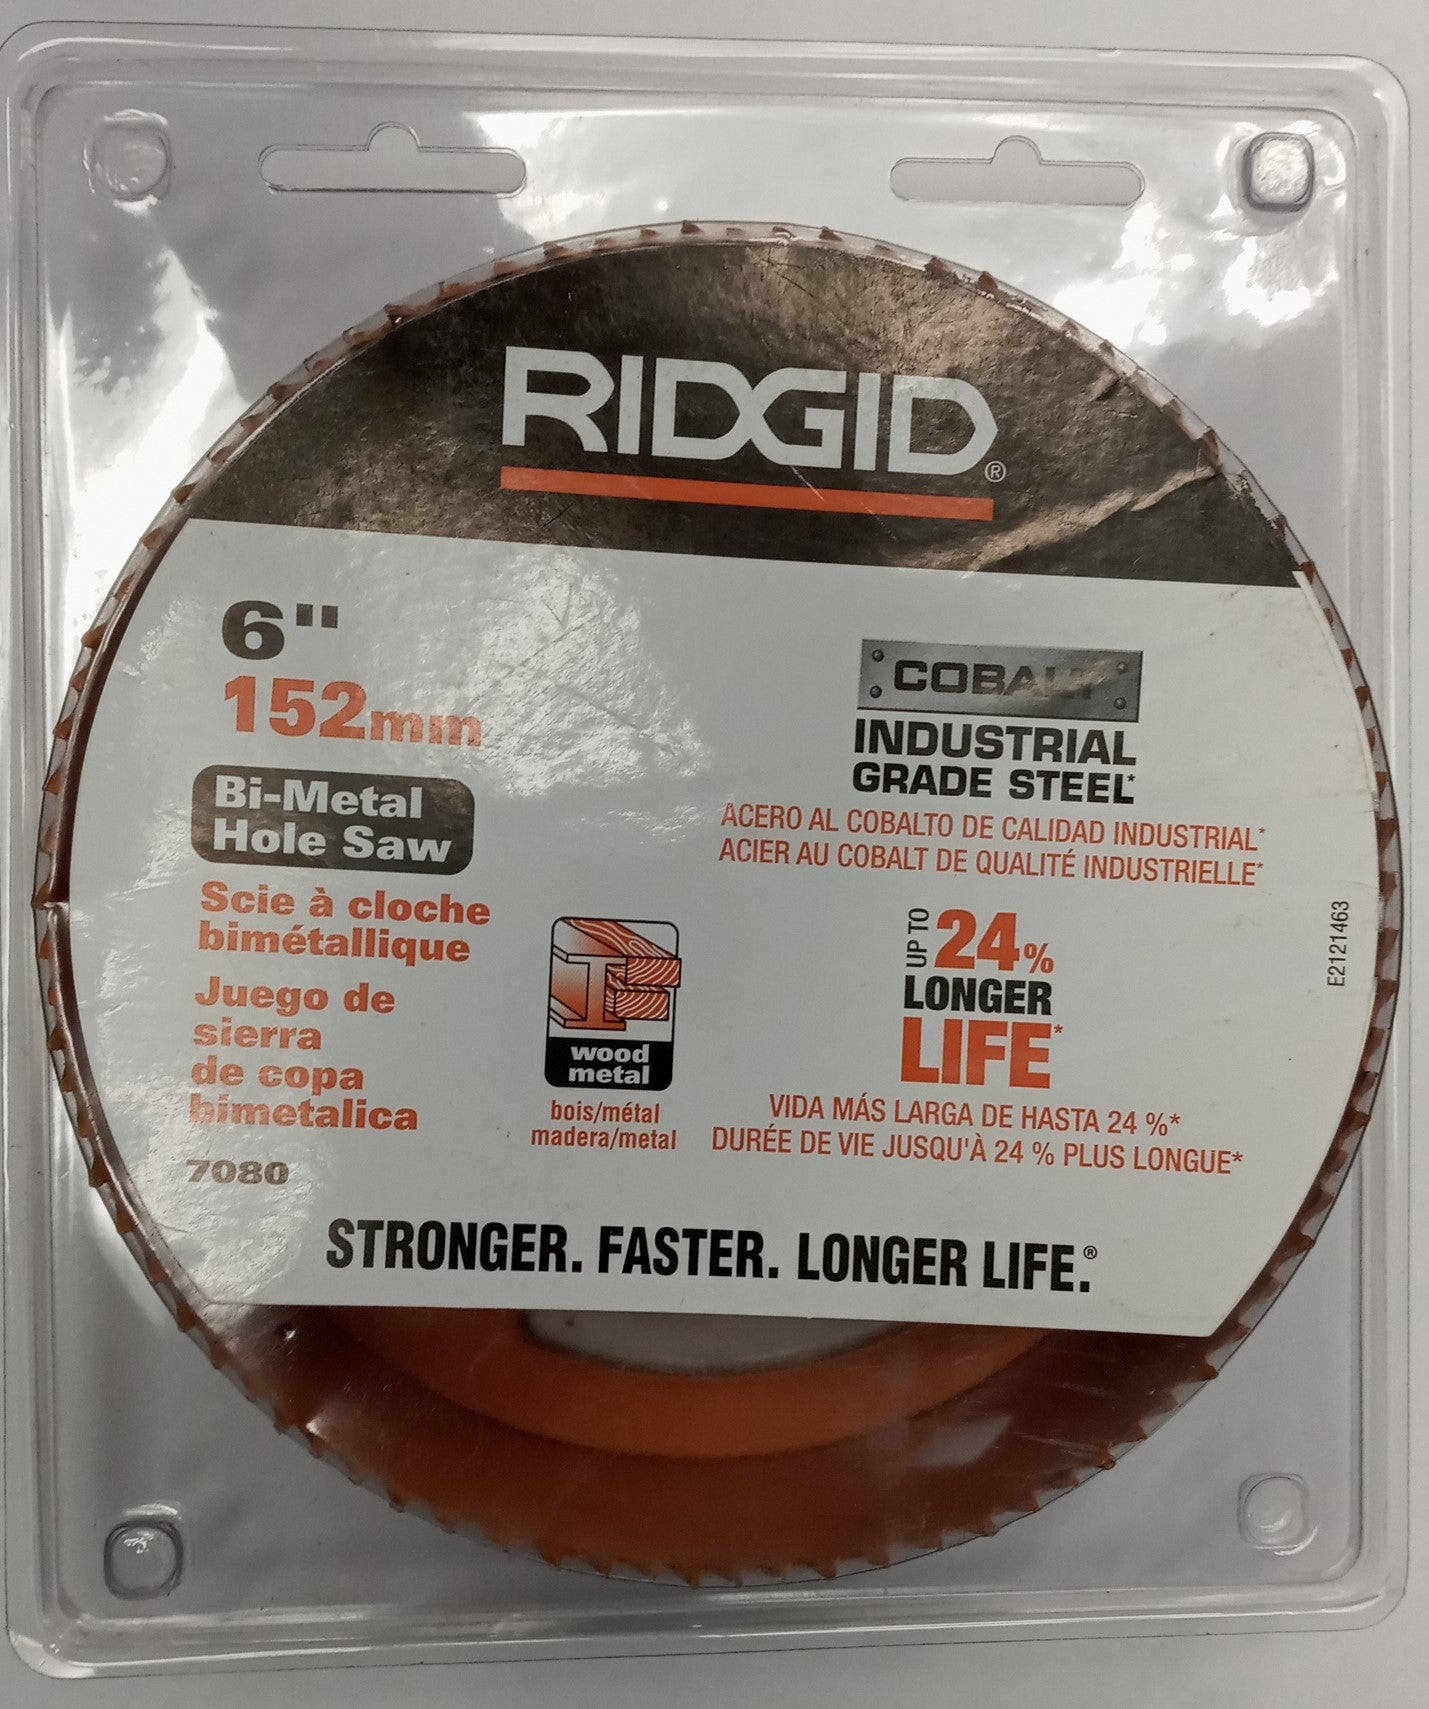 RIDGID®
6"
152mm
Bi-Metal
Hole Saw
Scie à cloche
bimétallique
Juego de
sierra
de copa
bimetalica
7080
wood
metal
bois/métal
madera/metal
COBALT
INDUSTRIAL
GRADE STEEL*
ACERO AL COBALTO DE CALIDAD INDUSTRIAL*
ACIER AU COBALT DE QUALITÉ INDUSTRIELLE*
UP TO 24%
LONGER
LIFE*
VIDA MÁS LARGA DE HASTA 24 %*
DURÉE DE VIE JUSQU'À 24 % PLUS LONGUE*
E2121463
STRONGER. FASTER. LONGER LIFE.®